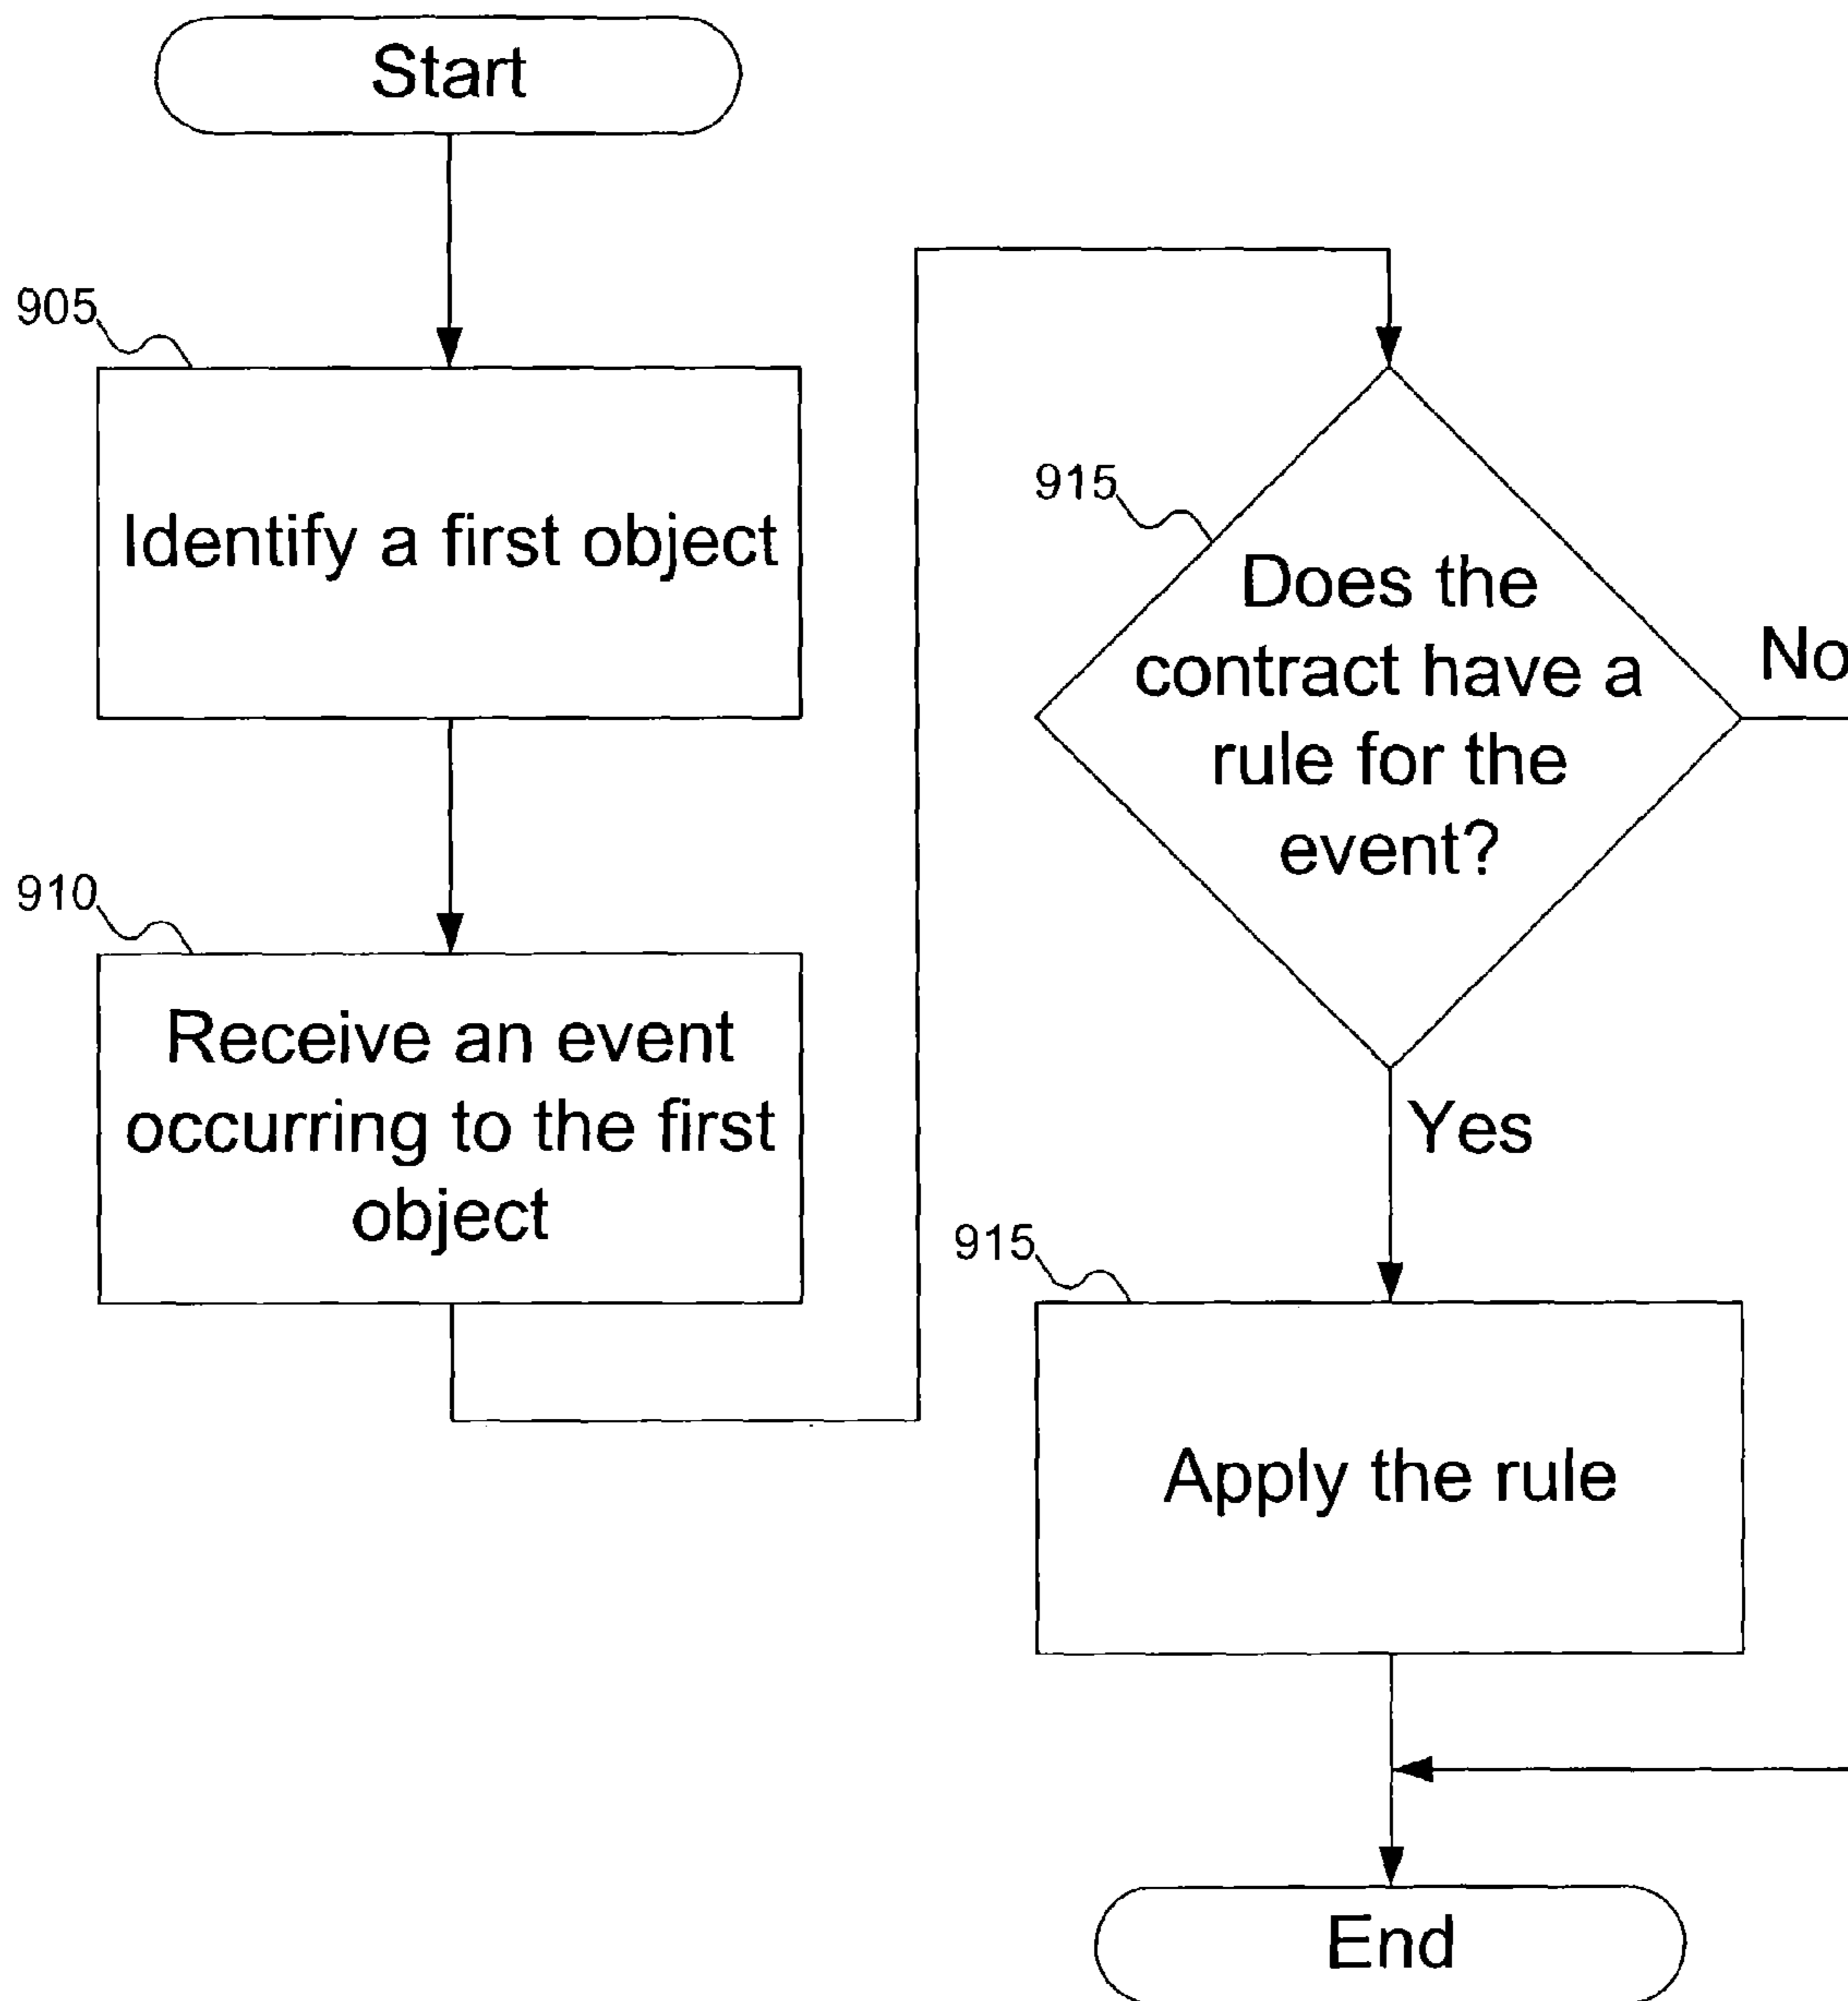 Start
905
Identify a first object
910
Receive an event
occurring to the first
object
915
Does the
contract have a
rule for the
event?
No
Yes
915
Apply the rule
End